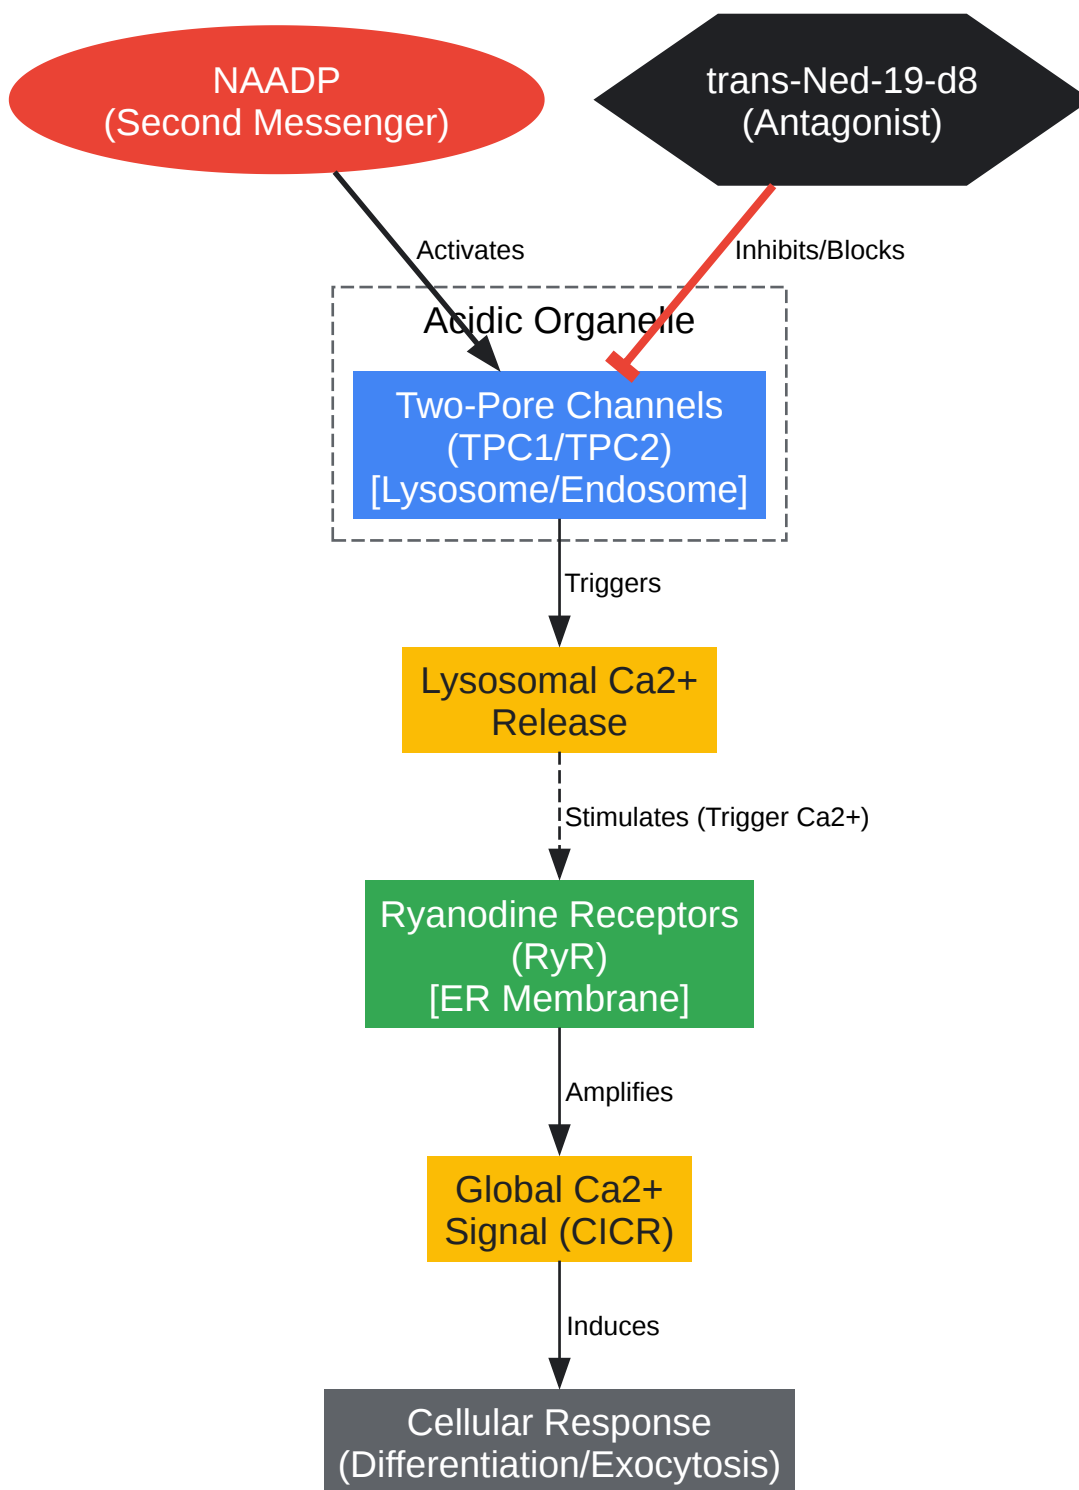 NAADP
(Second Messenger)
trans-Ned-19-d8
(Antagonist)
Activates
Inhibits/Blocks
Acidic Organelle
Two-Pore Channels
(TPC1/TPC2)
[Lysosome/Endosome]
Triggers
Lysosomal Ca2+
Release
Stimulates (Trigger Ca2+)
Ryanodine Receptors
(RyR)
[ER Membrane]
Amplifies
Global Ca2+
Signal (CICR)
Induces
Cellular Response
(Differentiation/Exocytosis)